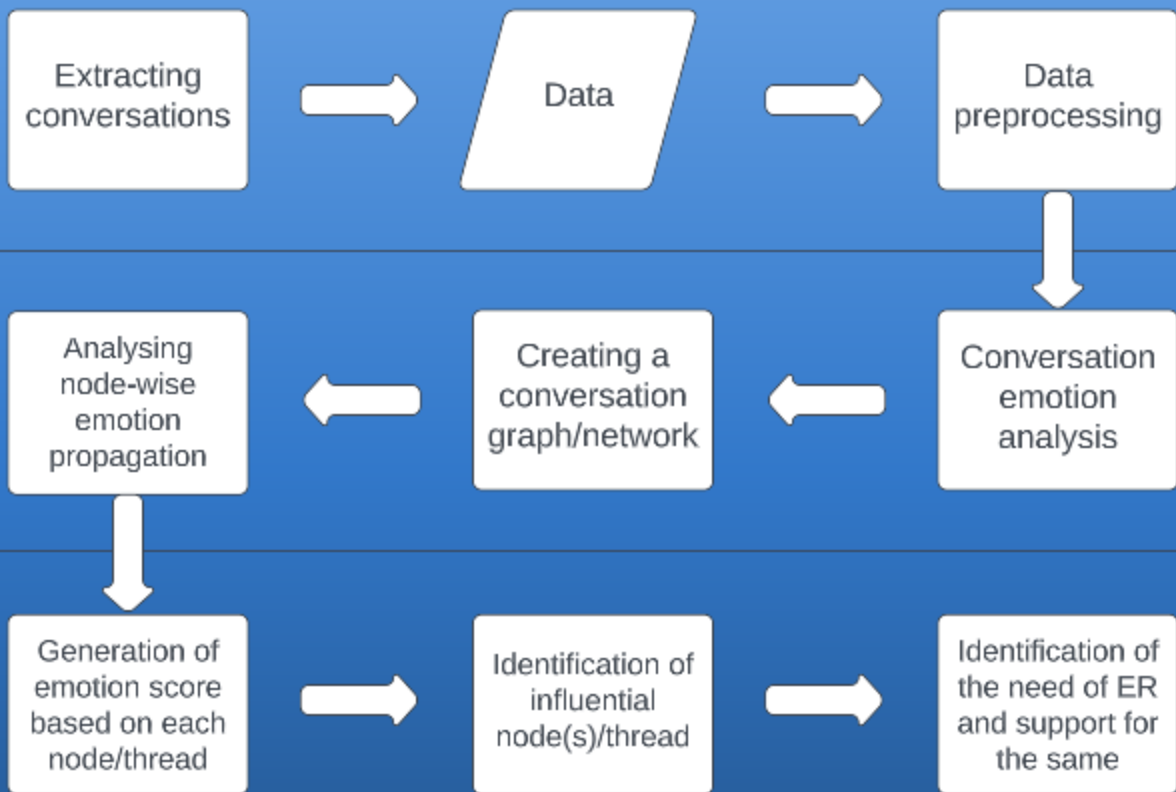 Extracting
conversations
Data
Data
preprocessing
Analysing
node-wise
emotion
propagation
Creating a
conversation
graph/network
Conversation
emotion
analysis
Generation of
emotion score
based on each
node/thread
Identification of
influential
node(s)/thread
Identification of
the need of ER
and support for
the same